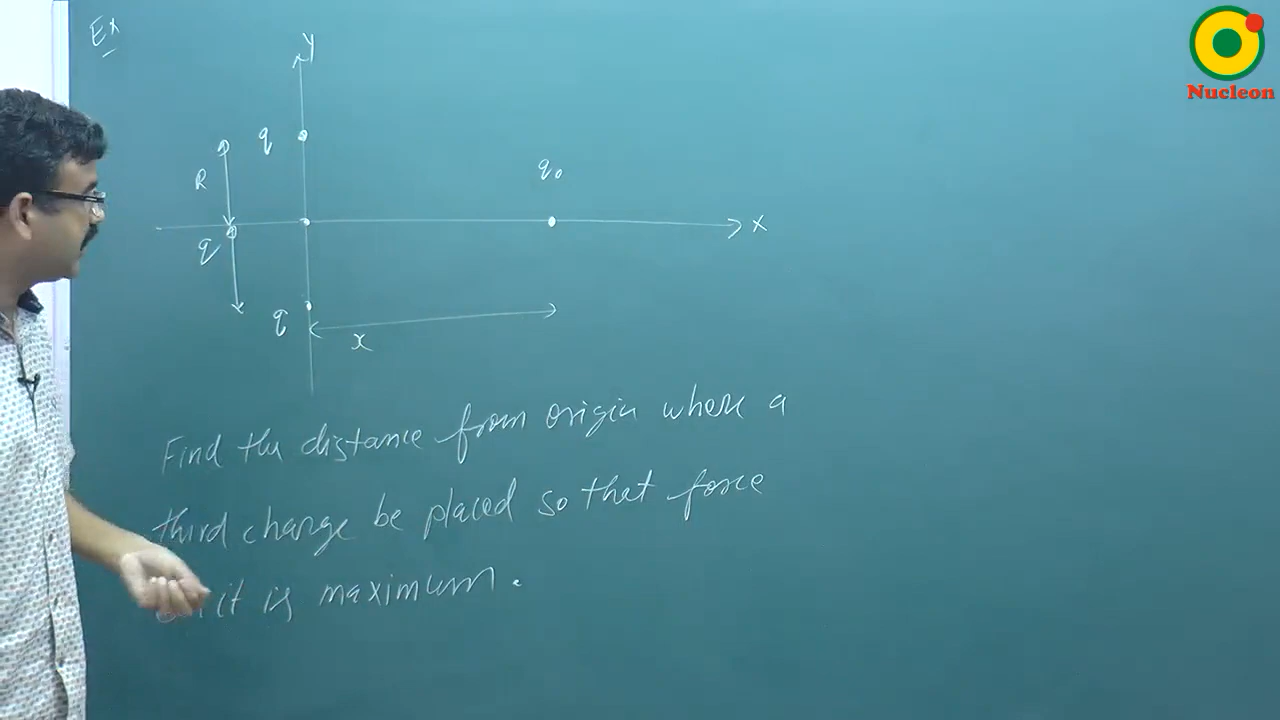 Ex
y
q
R
q₀
x
q
q
x
Find the distance from origin where a
third charge be placed so that force
it is maximum.
Nucleon